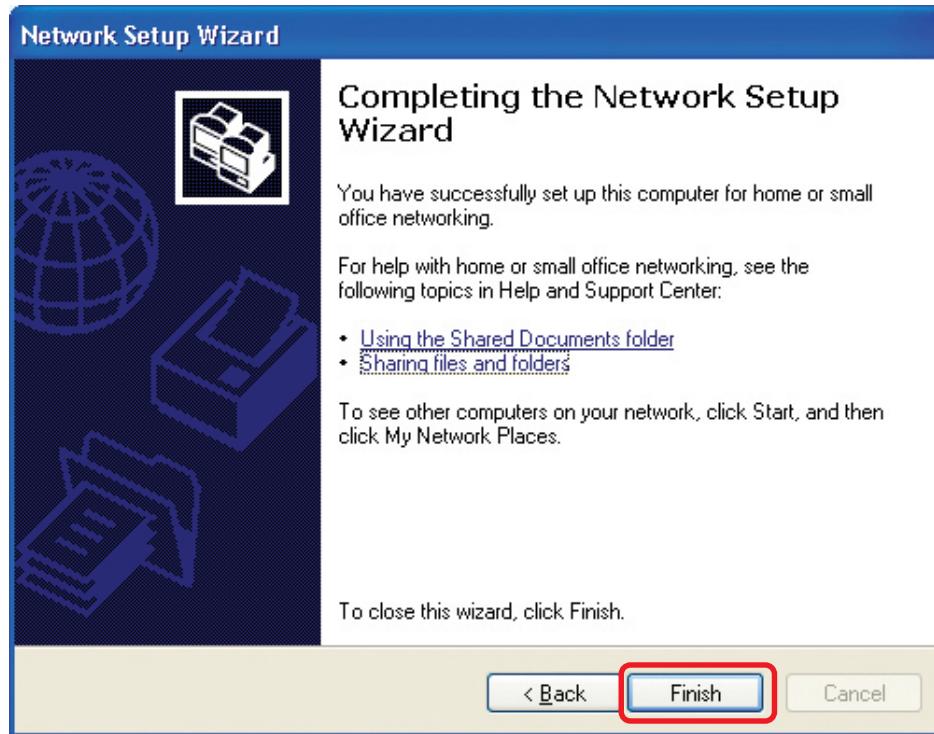 Network Setup Wizard
Completing the Network Setup
Wizard
You have successfully set up this computer for home or small
office networking.
For help with home or small office networking, see the
following topics in Help and Support Center:
• Using the Shared Documents folder
• Sharing files and folders
To see other computers on your network, click Start, and then
click My Network Places.
To close this wizard, click Finish.
< Back Finish Cancel